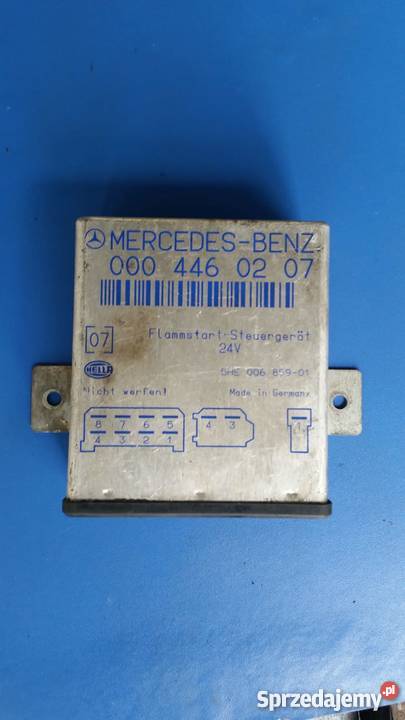 MERCEDES-BENZ
000 446 02 07
[07]
Flammstart-Steuergerät
24V
HELLA
5HE 006 859-01
Nicht werfen!
Made in Germany
8 7 6 5
4 3 2 1
4 3
1
Sprzedajemy.pl